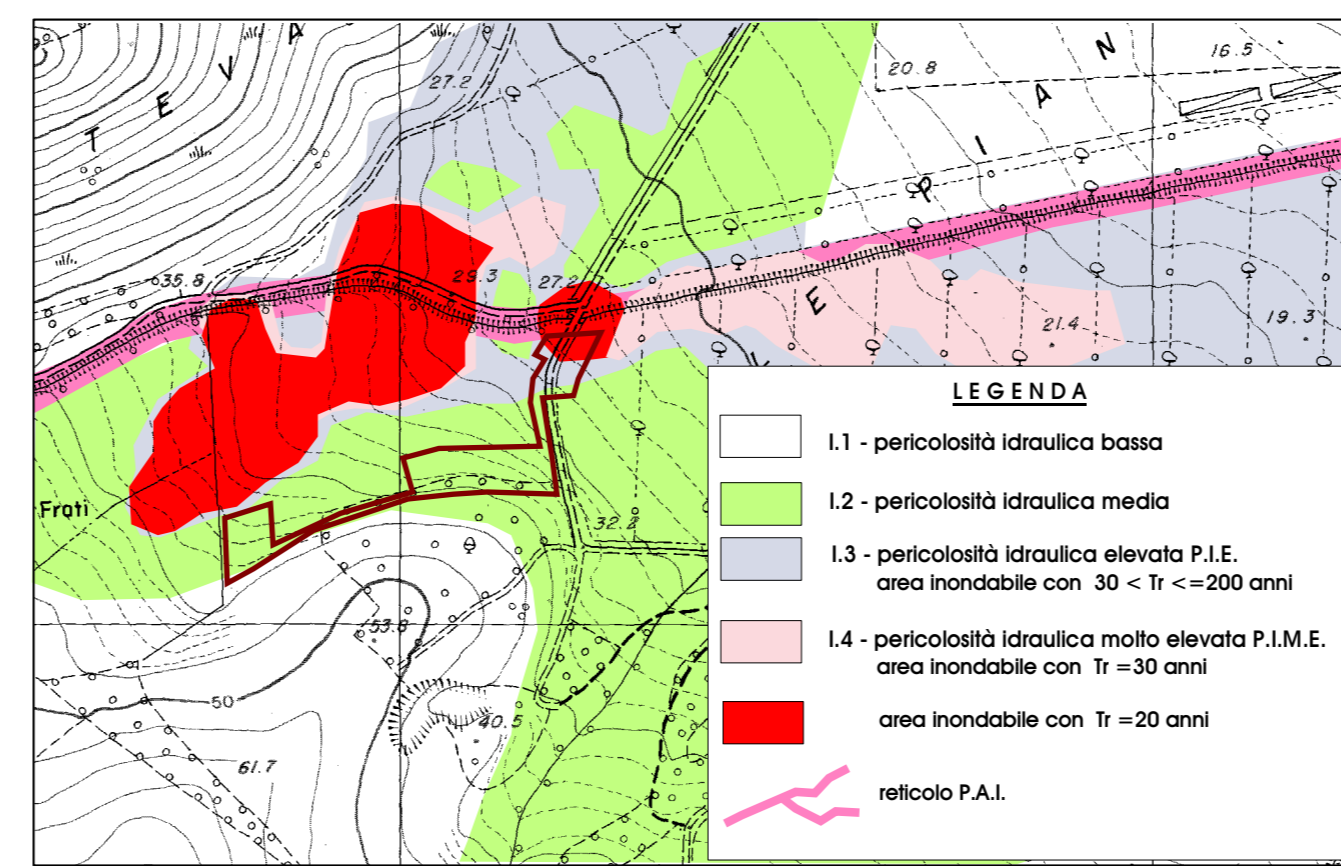 T E V A
27.2
20.8
16.5
P I A N
35.8
29.3
27.2
E
21.4
19.3
Frati
32.2
53.8
50
40.5
61.7
LEGENDA
I.1 - pericolosità idraulica bassa
I.2 - pericolosità idraulica media
I.3 - pericolosità idraulica elevata P.I.E.
area inondabile con 30 < Tr <=200 anni
I.4 - pericolosità idraulica molto elevata P.I.M.E.
area inondabile con Tr =30 anni
area inondabile con Tr =20 anni
reticolo P.A.I.